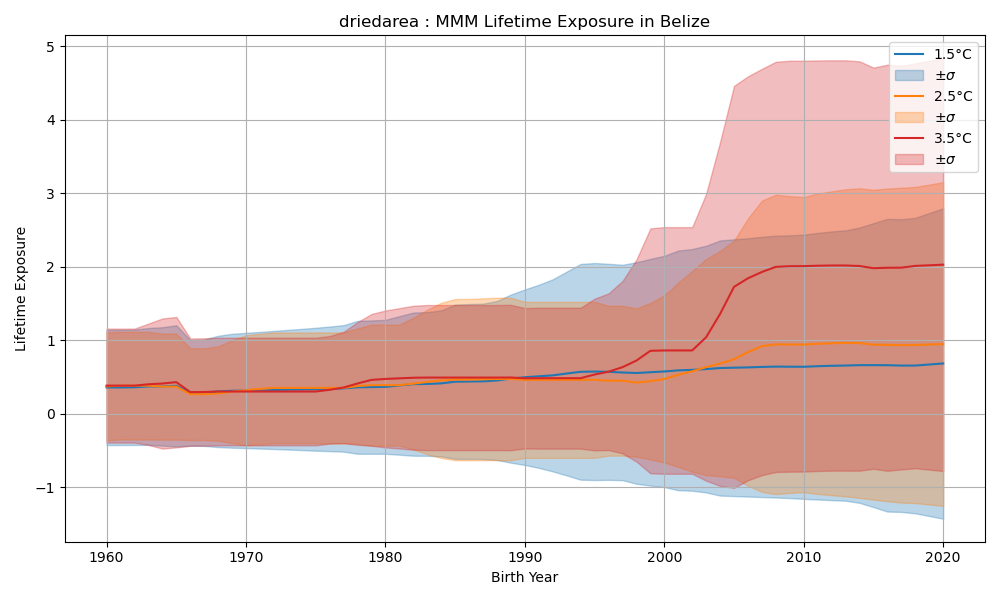 driedarea : MMM Lifetime Exposure in Belize
Lifetime Exposure
5
4
3
2
1
0
−1
1.5°C
±σ
2.5°C
±σ
3.5°C
±σ
1960 1970 1980 1990 2000 2010 2020
Birth Year